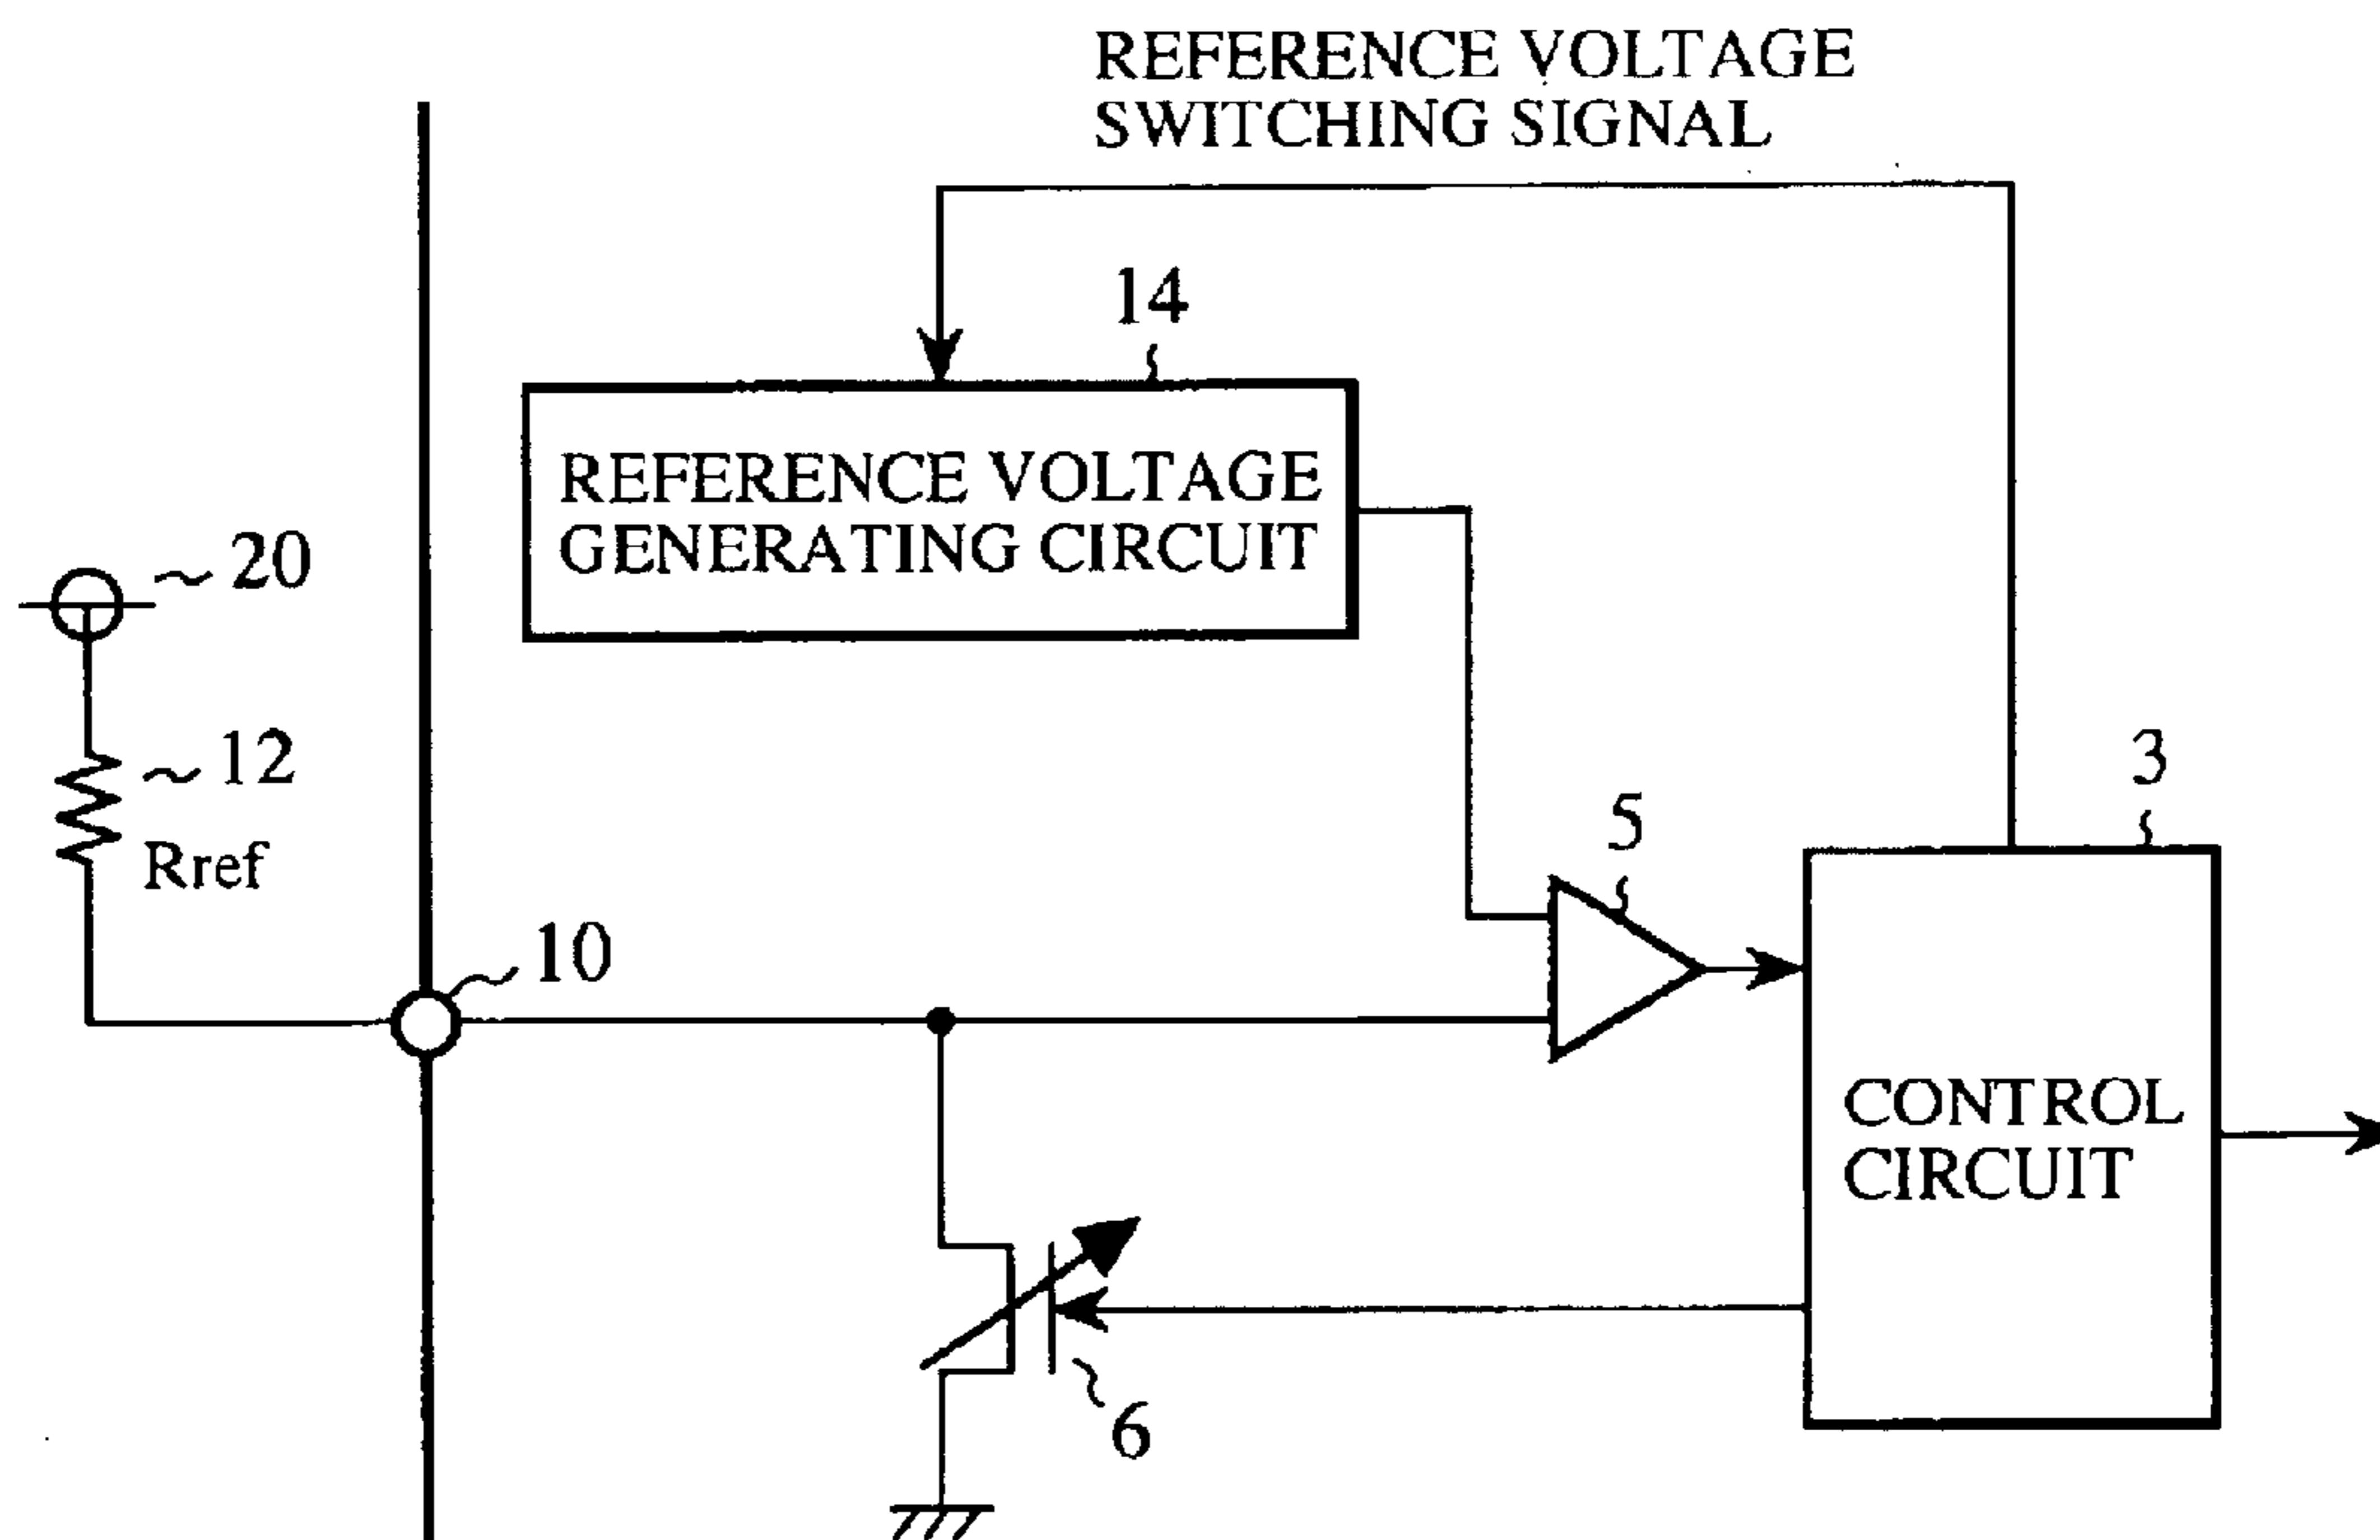 REFERENCE VOLTAGE
SWITCHING SIGNAL
14
REFERENCE VOLTAGE
GENERATING CIRCUIT
20
12
Rref
3
5
10
CONTROL
CIRCUIT
6